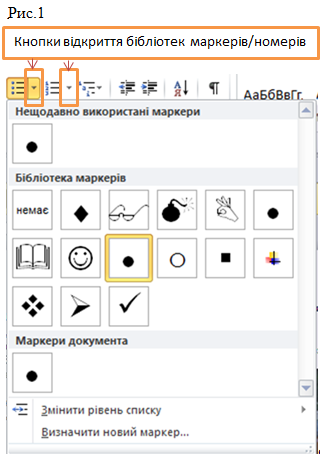 Рис.1
Кнопки відкриття бібліотек маркерів/номерів
АаБбВвГг
Нещодавно використані маркери
Бібліотека маркерів
немає
Маркери документа
Змінити рівень списку
Визначити новий маркер...